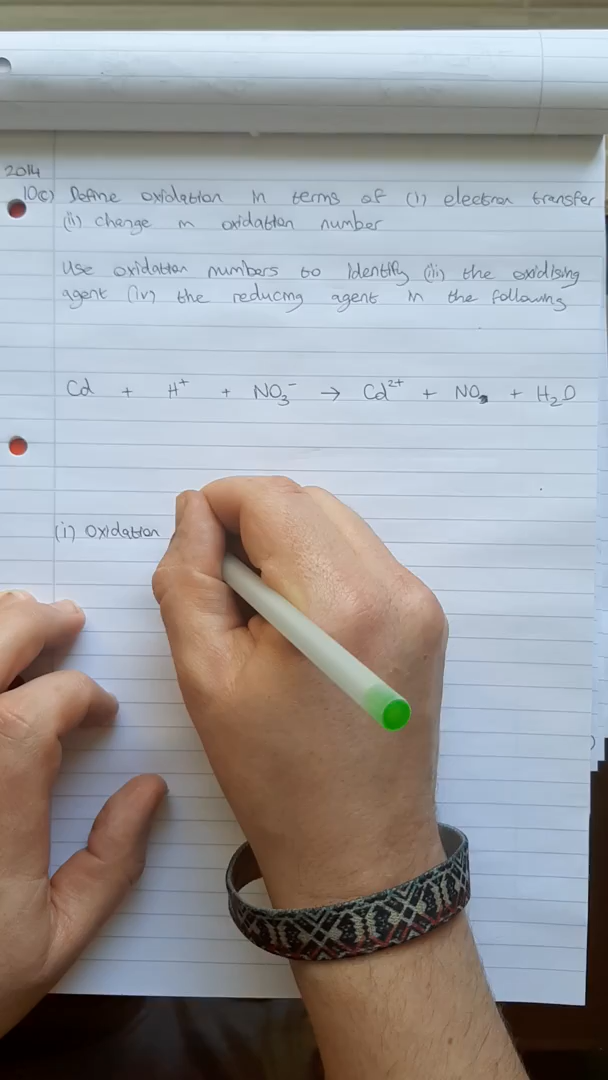 2014
10(c) Define oxidation in terms of (i) electron transfer
(ii) change in oxidation number
Use oxidation numbers to identify (iii) the oxidising
agent (iv) the reducing agent in the following
Cd + H⁺ + NO₃⁻ → Cd²⁺ + NO + H₂O
(i) Oxidation